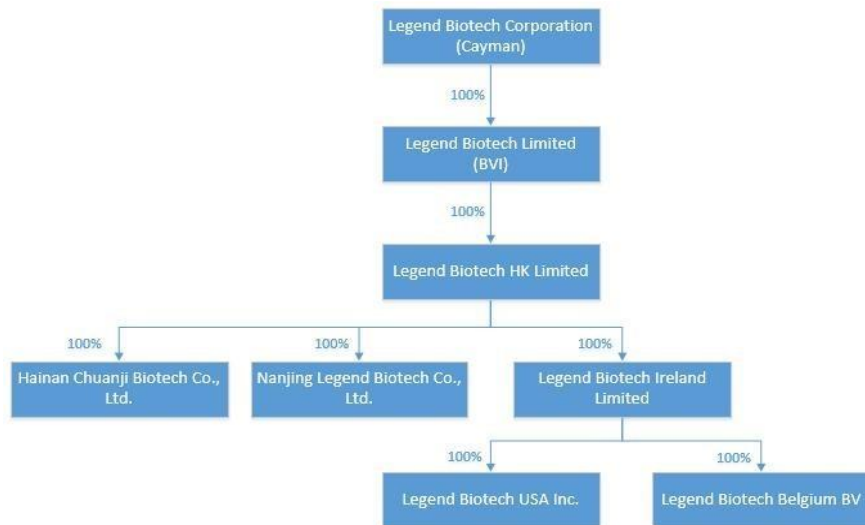 Legend Biotech Corporation
(Cayman)
100%
Legend Biotech Limited
(BVI)
100%
Legend Biotech HK Limited
100%
100%
100%
Hainan Chuanji Biotech Co.,
Ltd.
Nanjing Legend Biotech Co.,
Ltd.
Legend Biotech Ireland
Limited
100%
100%
Legend Biotech USA Inc.
Legend Biotech Belgium BV